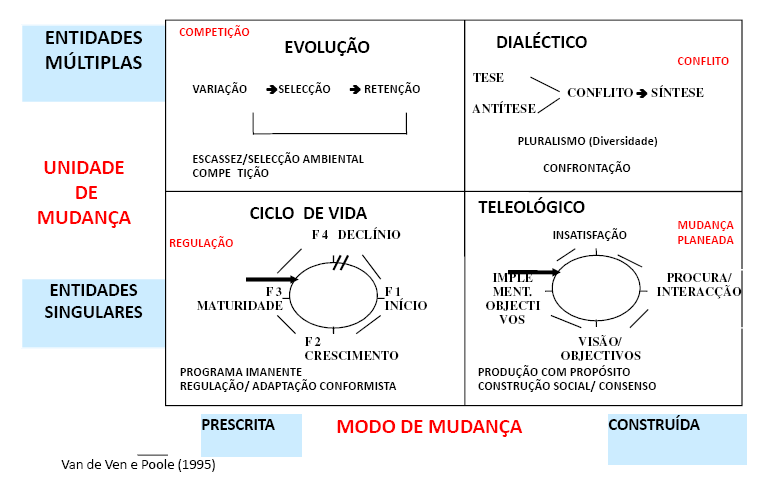 ENTIDADES
MÚLTIPLAS
COMPETIÇÃO
EVOLUÇÃO
VARIAÇÃO ➔ SELECÇÃO ➔ RETENÇÃO
ESCASSEZ/SELECÇÃO AMBIENTAL
COMPE TIÇÃO
DIALÉCTICO
CONFLITO
TESE
CONFLITO ➔ SÍNTESE
ANTÍTESE
PLURALISMO (Diversidade)
CONFRONTAÇÃO
UNIDADE
DE
MUDANÇA
CICLO DE VIDA
REGULAÇÃO
F 4 DECLÍNIO
F 3
MATURIDADE
F 1
INÍCIO
F 2
CRESCIMENTO
PROGRAMA IMANENTE
REGULAÇÃO/ ADAPTAÇÃO CONFORMISTA
TELEOLÓGICO
MUDANÇA
PLANEADA
INSATISFAÇÃO
IMPLE
MENT.
OBJECTI
VOS
PROCURA/
INTERACÇÃO
VISÃO/
OBJECTIVOS
PRODUÇÃO COM PROPÓSITO
CONSTRUÇÃO SOCIAL/ CONSENSO
ENTIDADES
SINGULARES
PRESCRITA
MODO DE MUDANÇA
CONSTRUÍDA
Van de Ven e Poole (1995)